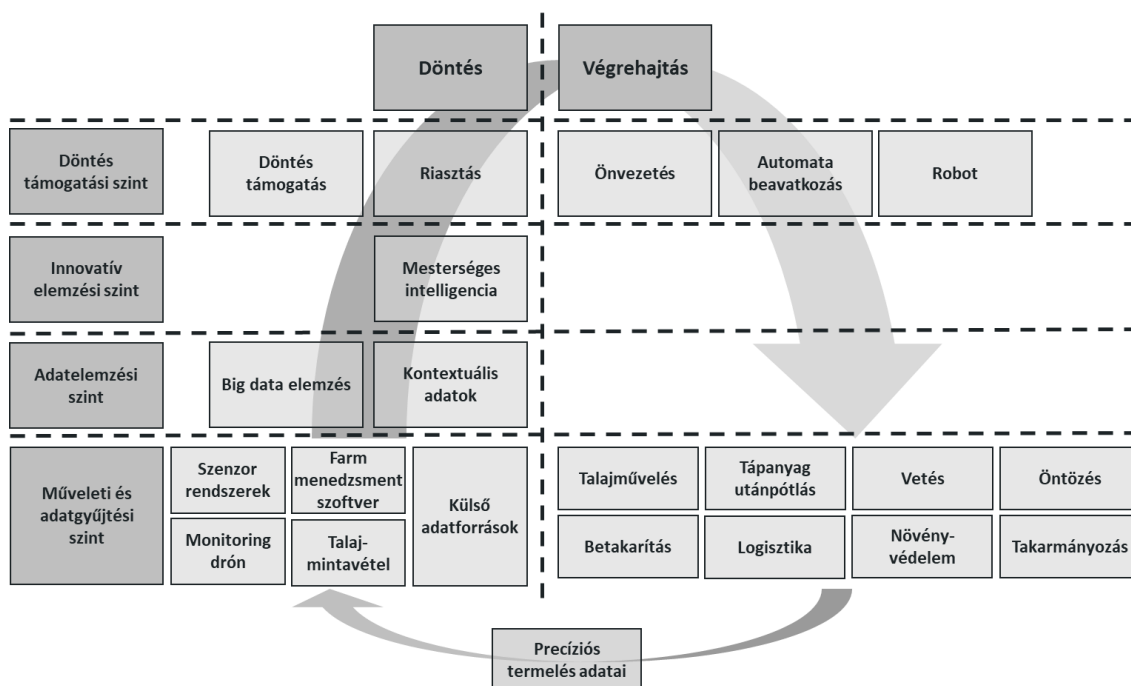 Döntés
Végrehajtás
Döntés
támogatási szint
Döntés
támogatás
Riasztás
Önvezetés
Automata
beavatkozás
Robot
Innovatív
elemzési szint
Mesterséges
intelligencia
Adatelemzési
szint
Big data elemzés
Kontextuális
adatok
Műveleti és
adatgyűjtési
szint
Szenzor
rendszerek
Farm
menedzsment
szoftver
Külső
adatforrások
Monitoring
drón
Talaj-
mintavétel
Talajművelés
Tápanyag
utánpótlás
Vetés
Öntözés
Betakarítás
Logisztika
Növény-
védelem
Takarmányozás
Precíziós
termelés adatai